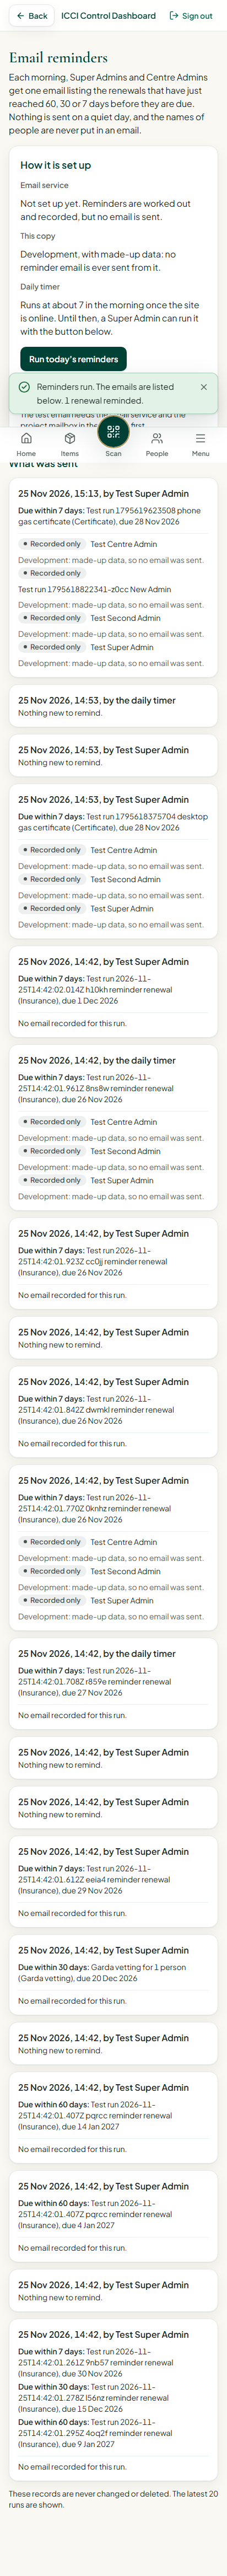 Back
ICCI Control Dashboard
Sign out
Email reminders
Each morning, Super Admins and Centre Admins
get one email listing the renewals that have just
reached 60, 30 or 7 days before they are due.
Nothing is sent on a quiet day, and the names of
people are never put in an email.
How it is set up
Email service
Not set up yet. Reminders are worked out
and recorded, but no email is sent.
This copy
Development, with made-up data: no
reminder email is ever sent from it.
Daily timer
Runs at about 7 in the morning once the site
is online. Until then, a Super Admin can run it
with the button below.
Run today's reminders
Reminders run. The emails are listed
below. 1 renewal reminded.
The test email needs the email service and the
project mailbox in the
first
Home
Items
Scan
People
Menu
What was sent
25 Nov 2026, 15:13, by Test Super Admin
Due within 7 days: Test run 1795619623508 phone
gas certificate (Certificate), due 28 Nov 2026
Recorded only
Test Centre Admin
Development: made-up data, so no email was sent.
Recorded only
Test run 1795618822341-z0cc New Admin
Development: made-up data, so no email was sent.
Recorded only
Test Second Admin
Development: made-up data, so no email was sent.
Recorded only
Test Super Admin
Development: made-up data, so no email was sent.
25 Nov 2026, 14:53, by the daily timer
Nothing new to remind.
25 Nov 2026, 14:53, by Test Super Admin
Nothing new to remind.
25 Nov 2026, 14:53, by Test Super Admin
Due within 7 days: Test run 1795618375704 desktop
gas certificate (Certificate), due 28 Nov 2026
Recorded only
Test Centre Admin
Development: made-up data, so no email was sent.
Recorded only
Test Second Admin
Development: made-up data, so no email was sent.
Recorded only
Test Super Admin
Development: made-up data, so no email was sent.
25 Nov 2026, 14:42, by Test Super Admin
Due within 7 days: Test run 2026-11-
25T14:42:02.014Z h10kh reminder renewal
(Insurance), due 1 Dec 2026
No email recorded for this run.
25 Nov 2026, 14:42, by the daily timer
Due within 7 days: Test run 2026-11-
25T14:42:01.961Z 8ns8w reminder renewal
(Insurance), due 26 Nov 2026
Recorded only
Test Centre Admin
Development: made-up data, so no email was sent.
Recorded only
Test Second Admin
Development: made-up data, so no email was sent.
Recorded only
Test Super Admin
Development: made-up data, so no email was sent.
25 Nov 2026, 14:42, by Test Super Admin
Due within 7 days: Test run 2026-11-
25T14:42:01.923Z cc0jj reminder renewal
(Insurance), due 26 Nov 2026
No email recorded for this run.
25 Nov 2026, 14:42, by Test Super Admin
Nothing new to remind.
25 Nov 2026, 14:42, by Test Super Admin
Due within 7 days: Test run 2026-11-
25T14:42:01.842Z dwmkl reminder renewal
(Insurance), due 26 Nov 2026
No email recorded for this run.
25 Nov 2026, 14:42, by Test Super Admin
Due within 7 days: Test run 2026-11-
25T14:42:01.770Z 0knhz reminder renewal
(Insurance), due 26 Nov 2026
Recorded only
Test Centre Admin
Development: made-up data, so no email was sent.
Recorded only
Test Second Admin
Development: made-up data, so no email was sent.
Recorded only
Test Super Admin
Development: made-up data, so no email was sent.
25 Nov 2026, 14:42, by the daily timer
Due within 7 days: Test run 2026-11-
25T14:42:01.708Z r859e reminder renewal
(Insurance), due 27 Nov 2026
No email recorded for this run.
25 Nov 2026, 14:42, by Test Super Admin
Nothing new to remind.
25 Nov 2026, 14:42, by Test Super Admin
Nothing new to remind.
25 Nov 2026, 14:42, by Test Super Admin
Due within 7 days: Test run 2026-11-
25T14:42:01.612Z eeia4 reminder renewal
(Insurance), due 29 Nov 2026
No email recorded for this run.
25 Nov 2026, 14:42, by Test Super Admin
Due within 30 days: Garda vetting for 1 person
(Garda vetting), due 20 Dec 2026
No email recorded for this run.
25 Nov 2026, 14:42, by Test Super Admin
Nothing new to remind.
25 Nov 2026, 14:42, by Test Super Admin
Due within 60 days: Test run 2026-11-
25T14:42:01.407Z pqrcc reminder renewal
(Insurance), due 14 Jan 2027
No email recorded for this run.
25 Nov 2026, 14:42, by Test Super Admin
Due within 60 days: Test run 2026-11-
25T14:42:01.407Z pqrcc reminder renewal
(Insurance), due 4 Jan 2027
No email recorded for this run.
25 Nov 2026, 14:42, by Test Super Admin
Nothing new to remind.
25 Nov 2026, 14:42, by Test Super Admin
Due within 7 days: Test run 2026-11-
25T14:42:01.261Z 9nb57 reminder renewal
(Insurance), due 30 Nov 2026
Due within 30 days: Test run 2026-11-
25T14:42:01.278Z l56nz reminder renewal
(Insurance), due 15 Dec 2026
Due within 60 days: Test run 2026-11-
25T14:42:01.295Z 4oq2f reminder renewal
(Insurance), due 9 Jan 2027
No email recorded for this run.
These records are never changed or deleted. The latest 20
runs are shown.